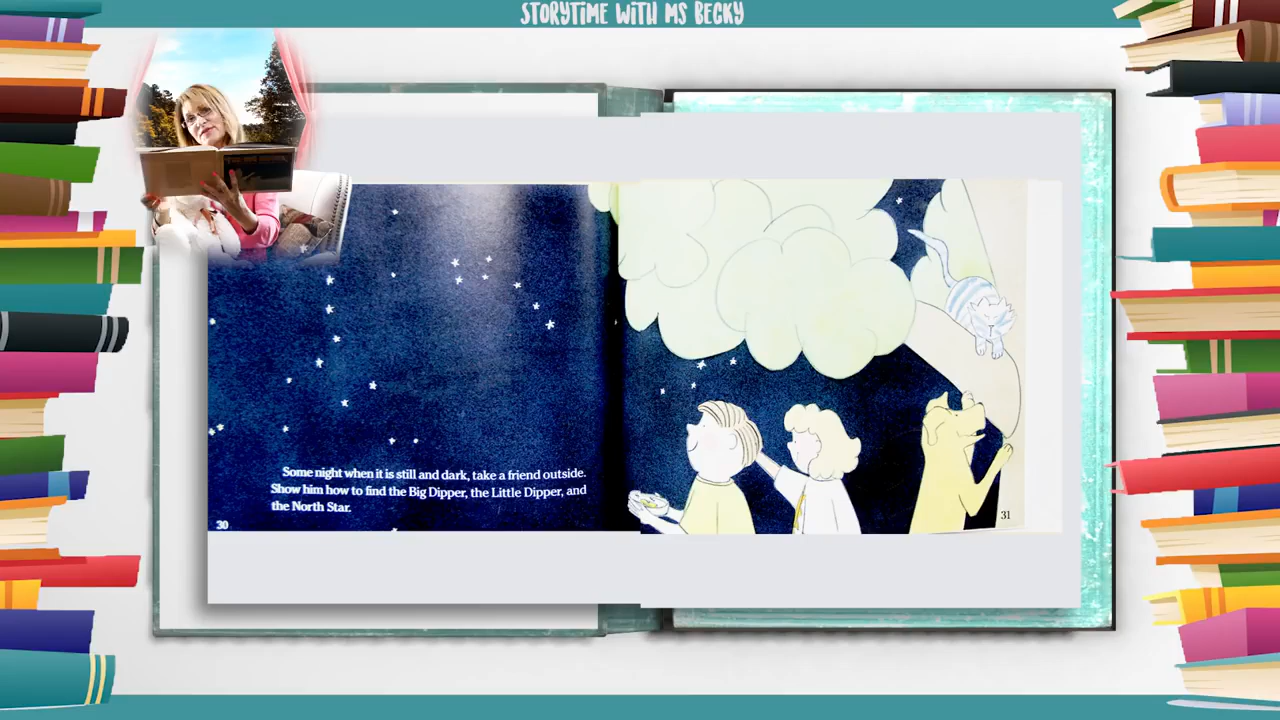 STORYTIME WITH MS BECKY
Some night when it is still and dark, take a friend outside.
Show him how to find the Big Dipper, the Little Dipper, and
the North Star.
30
31